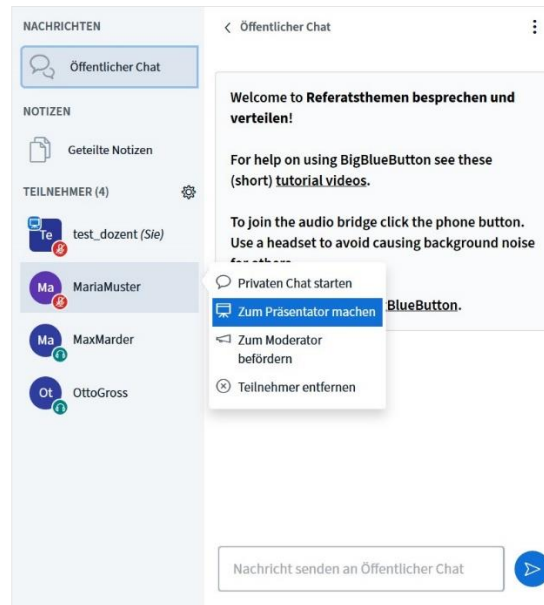 NACHRICHTEN
Öffentlicher Chat
NOTIZEN
Geteilte Notizen
TEILNEHMER (4)
Te
test_dozent (Sie)
Ma
MariaMuster
Ma
MaxMarder
Ot
OttoGross
Öffentlicher Chat
Welcome to Referatsthemen besprechen und
verteilen!
For help on using BigBlueButton see these
(short) tutorial videos.
To join the audio bridge click the phone button.
Use a headset to avoid causing background noise
for others.
BlueButton.
Privaten Chat starten
Zum Präsentator machen
Zum Moderator
befördern
Teilnehmer entfernen
Nachricht senden an Öffentlicher Chat